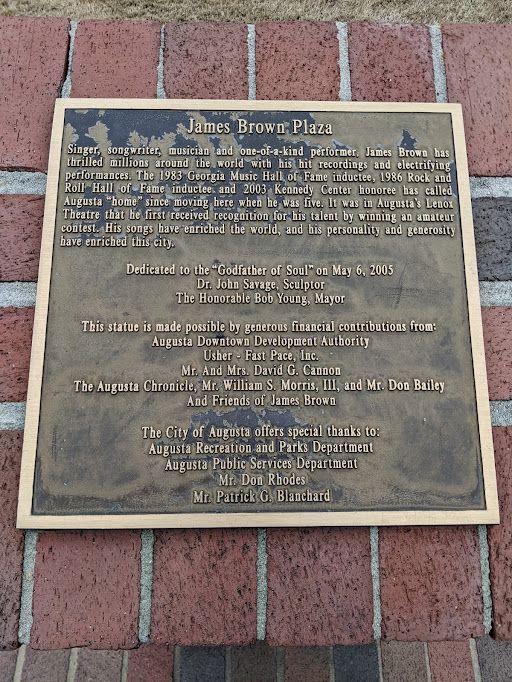 James Brown Plaza
Singer, songwriter, musician and one-of-a-kind performer, James Brown has
thrilled millions around the world with his hit recordings and electrifying
performances. The 1983 Georgia Music Hall of Fame inductee, 1986 Rock and
Roll Hall of Fame inductee and 2003 Kennedy Center honoree has called
Augusta "home" since moving here when he was five. It was in Augusta's Lenox
Theatre that he first received recognition for his talent by winning an amateur
contest. His songs have enriched the world, and his personality and generosity
have enriched this city.
Dedicated to the "Godfather of Soul" on May 6, 2005
Dr. John Savage, Sculptor
The Honorable Bob Young, Mayor
This statue is made possible by generous financial contributions from:
Augusta Downtown Development Authority
Usher - Fast Pace, Inc.
Mr. And Mrs. David G. Cannon
The Augusta Chronicle, Mr. William S. Morris, III, and Mr. Don Bailey
And Friends of James Brown
The City of Augusta offers special thanks to:
Augusta Recreation and Parks Department
Augusta Public Services Department
Mr. Don Rhodes
Mr. Patrick G. Blanchard